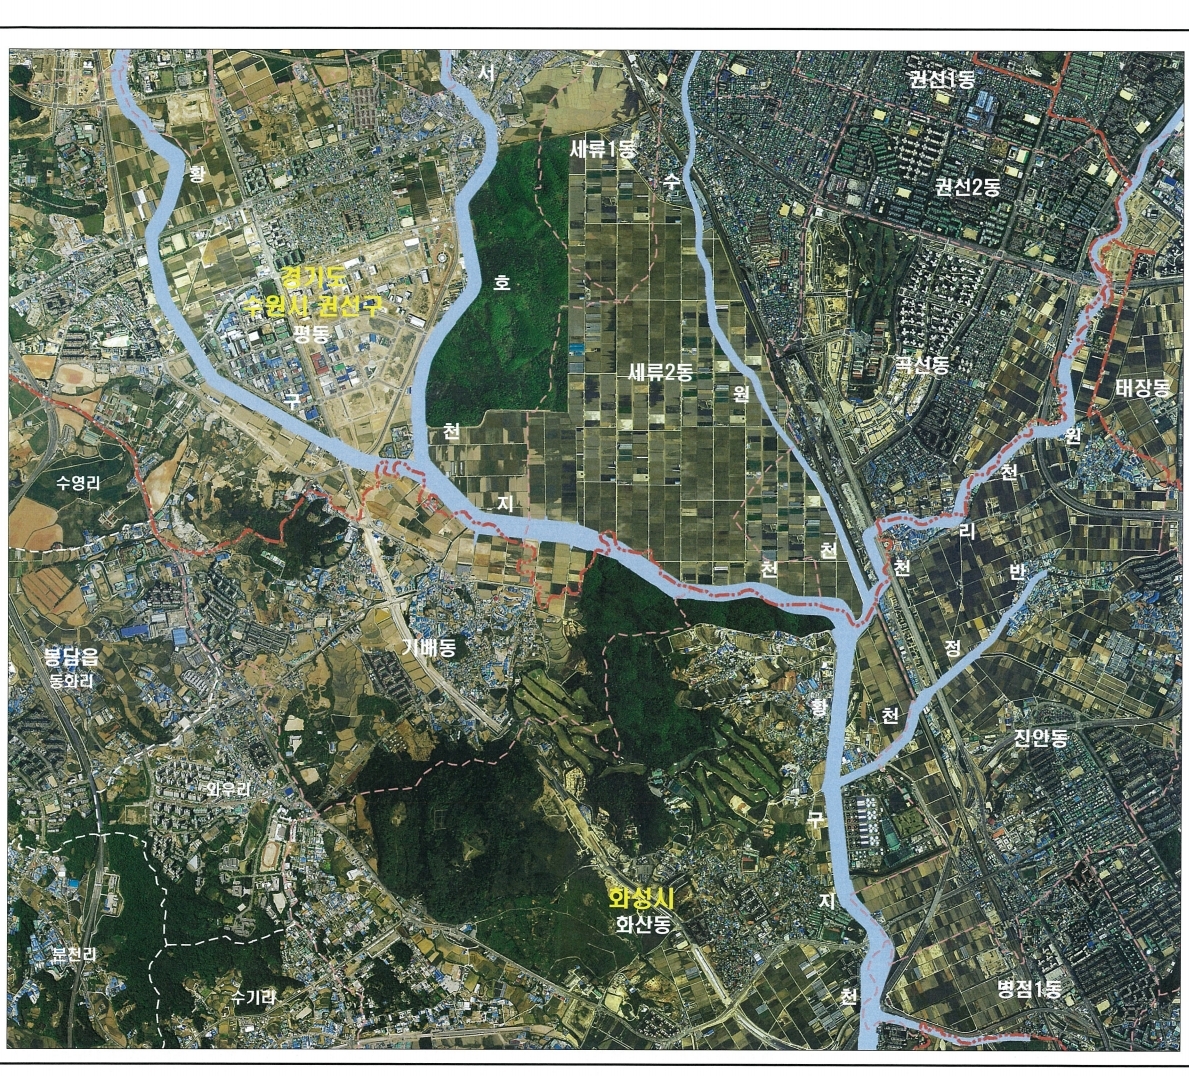 서
권선1동
세류1동
황
수
권선2동
경기도
수원시 권선구
평동
호
세류2동
곡선동
태장동
구
원
천
원
수영리
지
천
리
천
천
천
반
기배동
봉담읍
동화리
정
황
천
진안동
와우리
구
화성시
화산동
지
분천리
수기리
천
병점1동